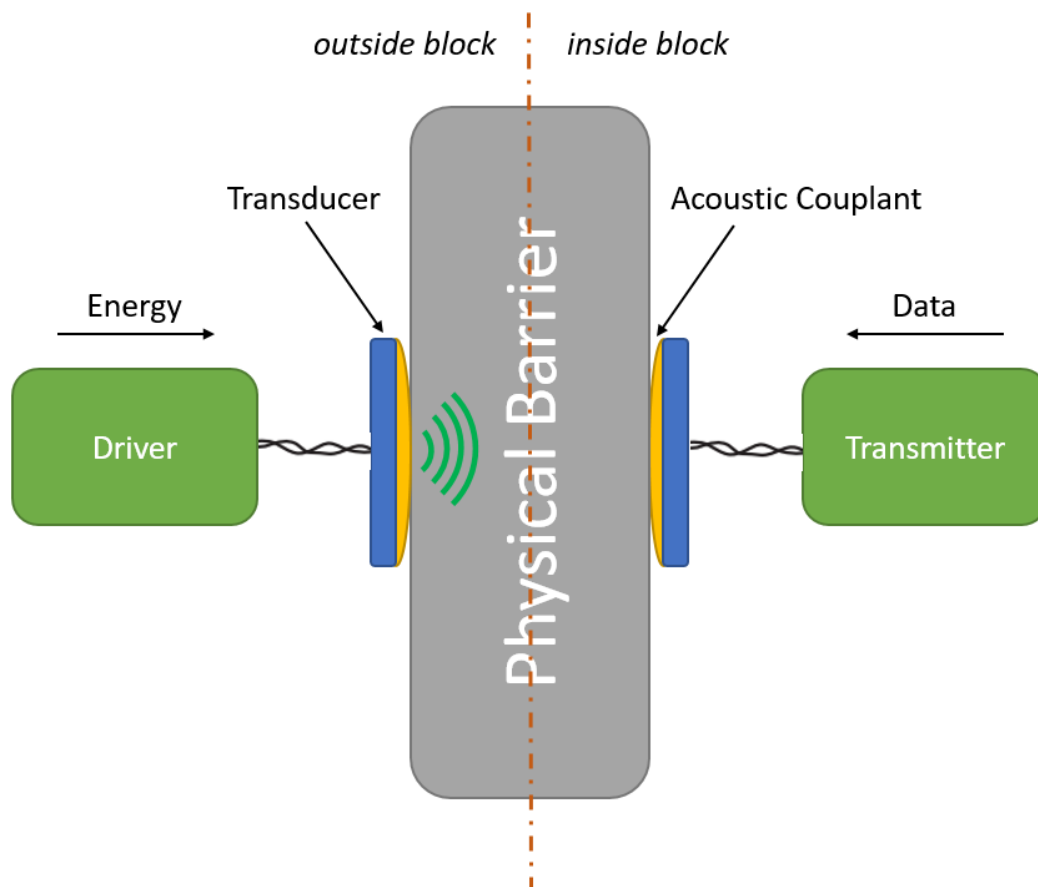 outside block
inside block
Transducer
Acoustic Couplant
Energy
Data
Driver
Physical Barrier
Transmitter